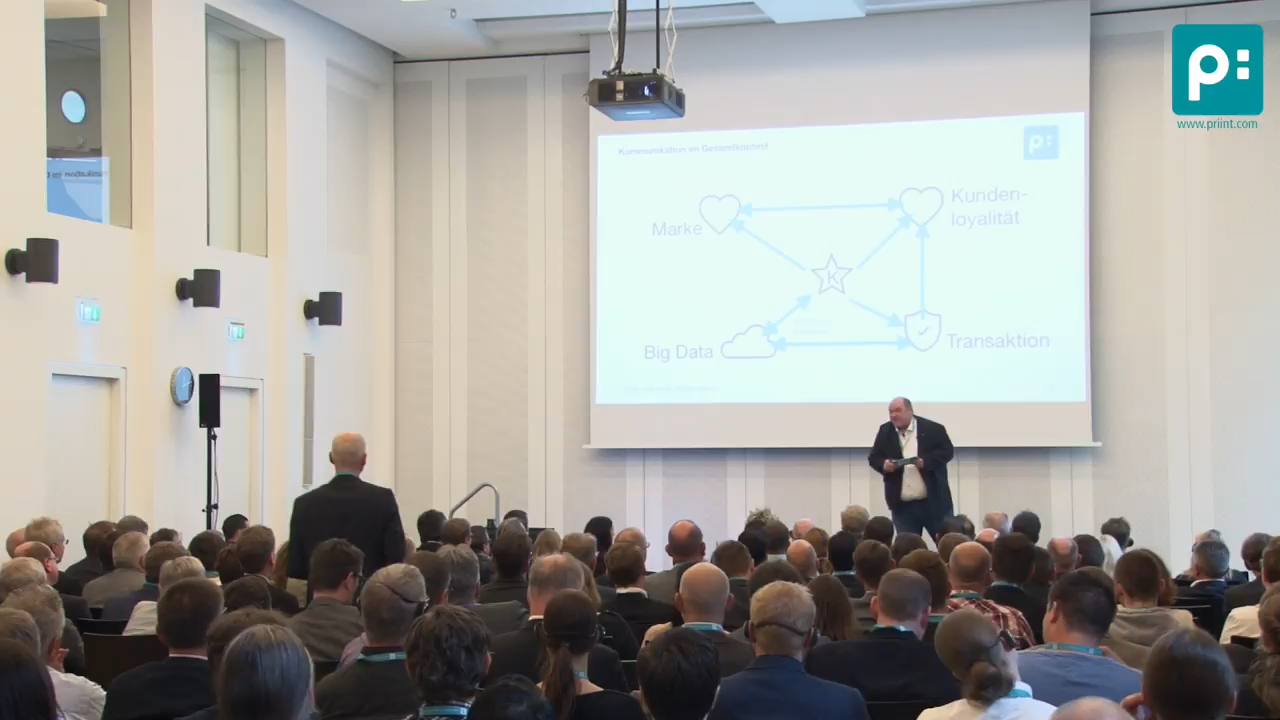 p:
www.priint.com
Kommunikation im Gesamtkontext
p:
Marke
Kunden-
loyalität
K
Big Data
Transaktion